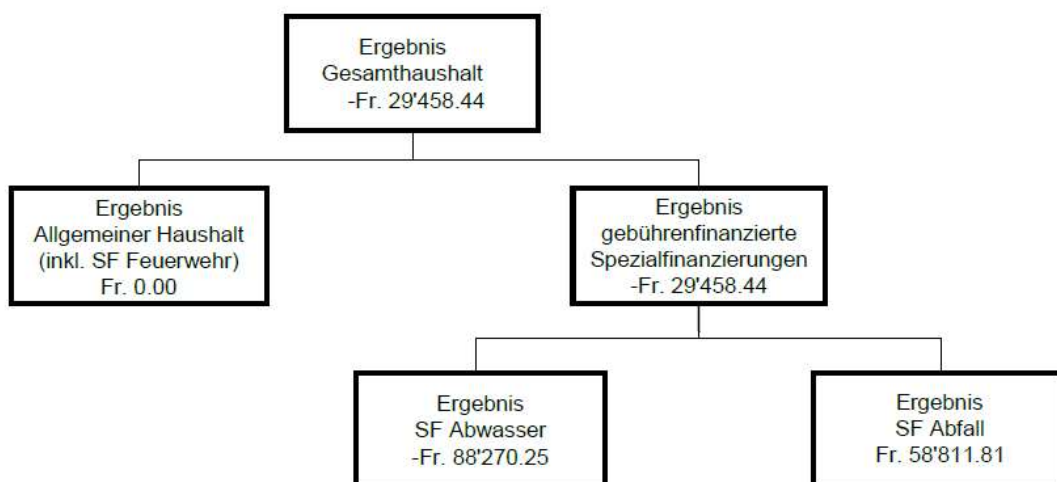 Ergebnis
Gesamthaushalt
-Fr. 29'458.44
Ergebnis
Allgemeiner Haushalt
(inkl. SF Feuerwehr)
Fr. 0.00
Ergebnis
gebührenfinanzierte
Spezialfinanzierungen
-Fr. 29'458.44
Ergebnis
SF Abwasser
-Fr. 88'270.25
Ergebnis
SF Abfall
Fr. 58'811.81